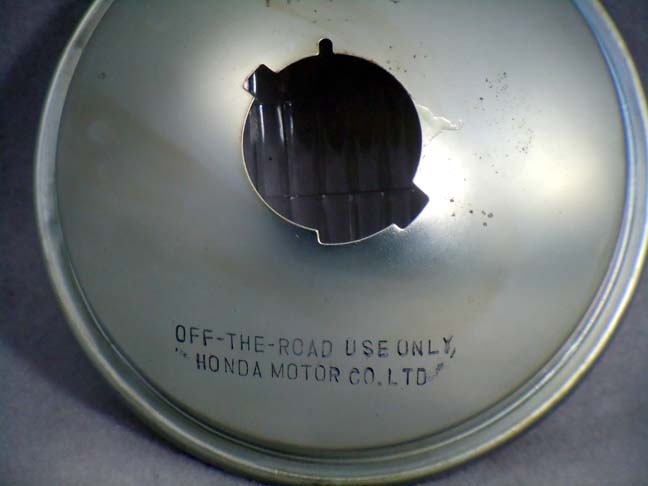 OFF-THE-ROAD USE ONLY,
HONDA MOTOR CO. LTD